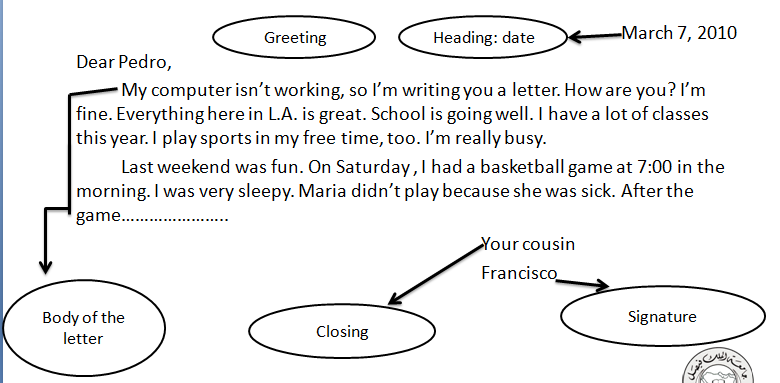 Greeting
Heading: date
March 7, 2010
Dear Pedro,
My computer isn’t working, so I’m writing you a letter. How are you? I’m
fine. Everything here in L.A. is great. School is going well. I have a lot of classes
this year. I play sports in my free time, too. I’m really busy.
Last weekend was fun. On Saturday , I had a basketball game at 7:00 in the
morning. I was very sleepy. Maria didn’t play because she was sick. After the
game…………………..
Your cousin
Francisco
Body of the
letter
Closing
Signature